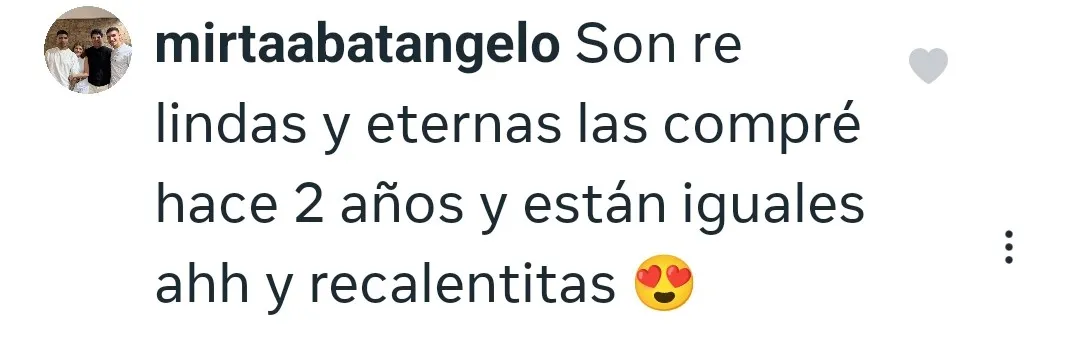 mirtaabatangelo Son re
lindas y eternas las compré
hace 2 años y están iguales
ahh y recalentitas 😍